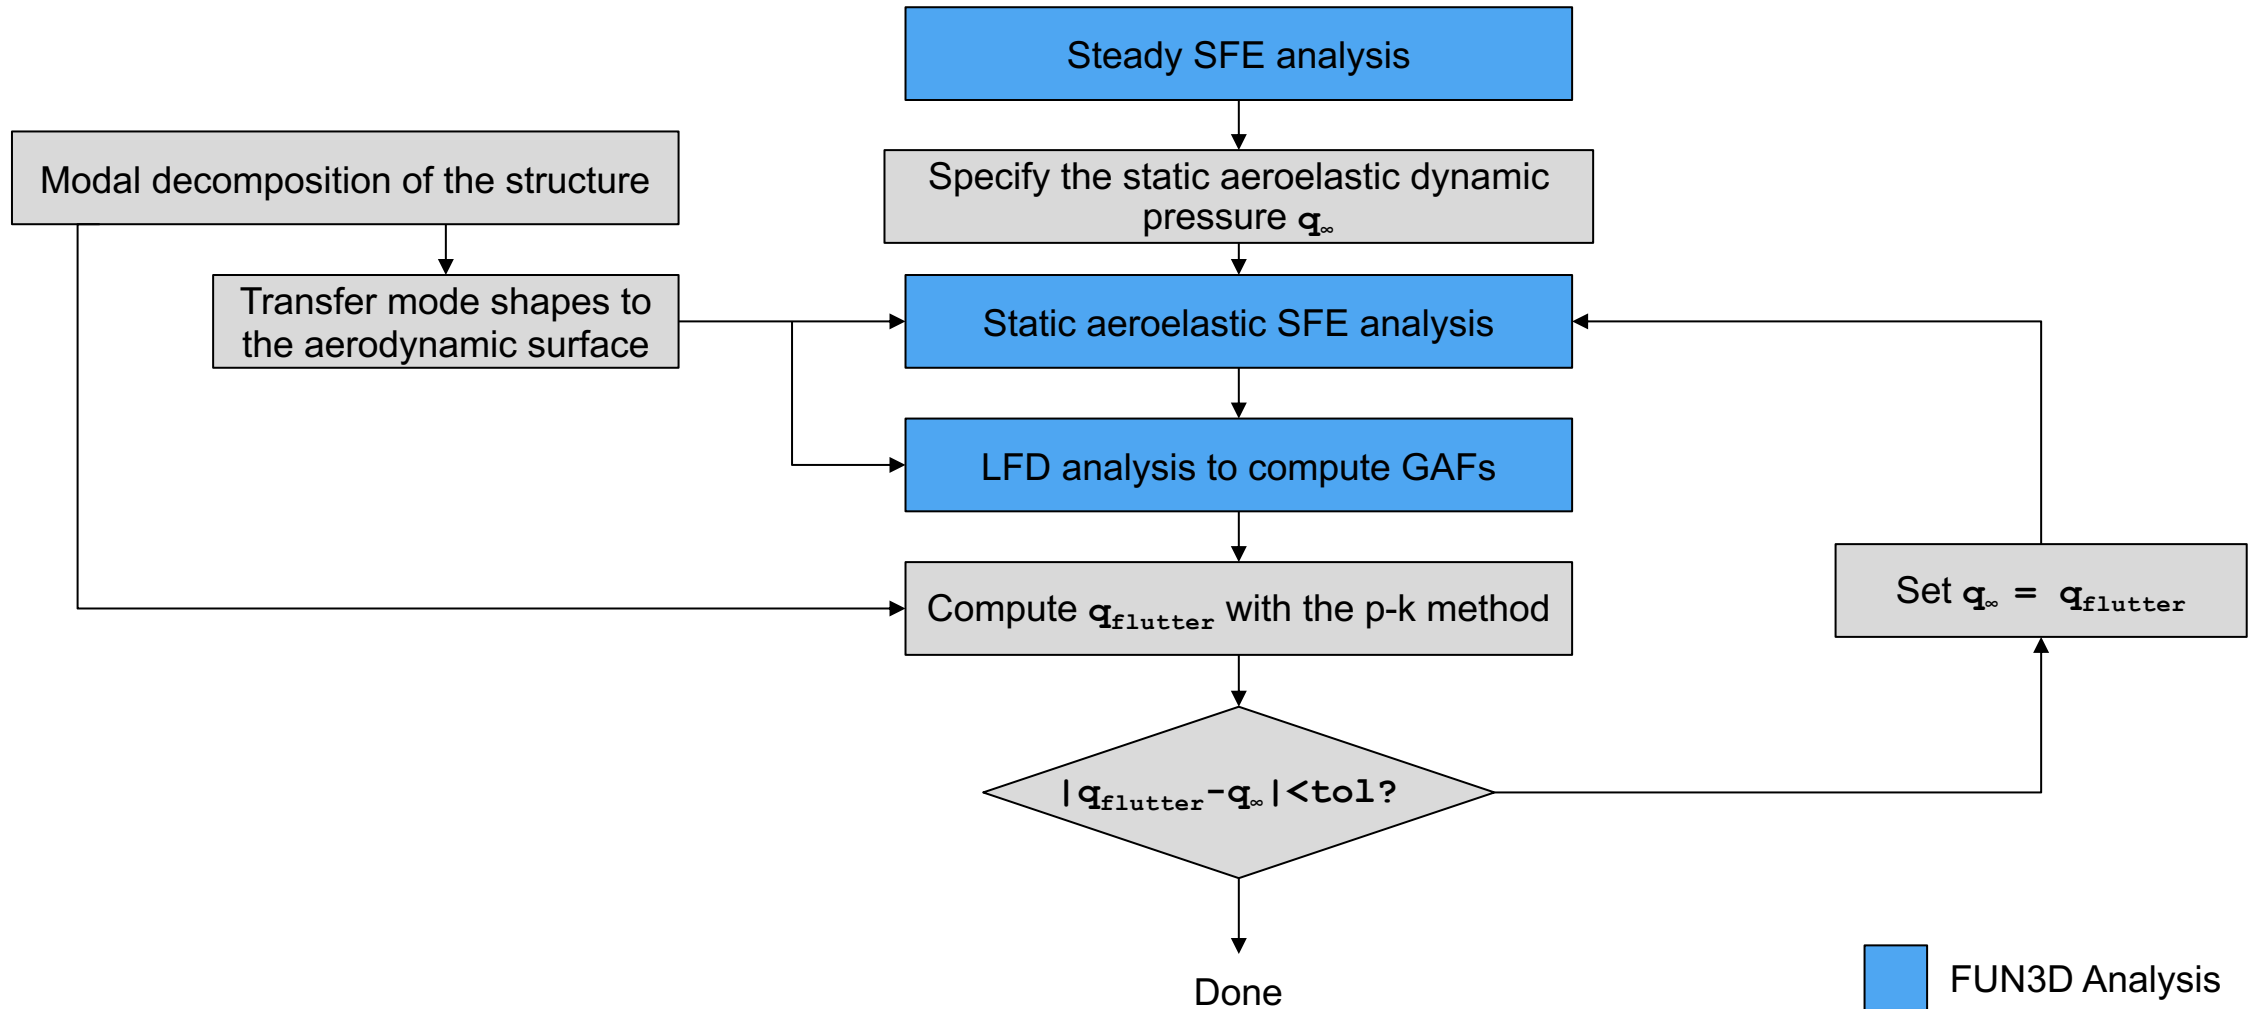 Steady SFE analysis
Modal decomposition of the structure
Specify the static aeroelastic dynamic
pressure q∞
Transfer mode shapes to
the aerodynamic surface
Static aeroelastic SFE analysis
LFD analysis to compute GAFs
Compute qflutter with the p-k method
Set q∞ = qflutter
|qflutter-q∞|<tol?
Done
FUN3D Analysis